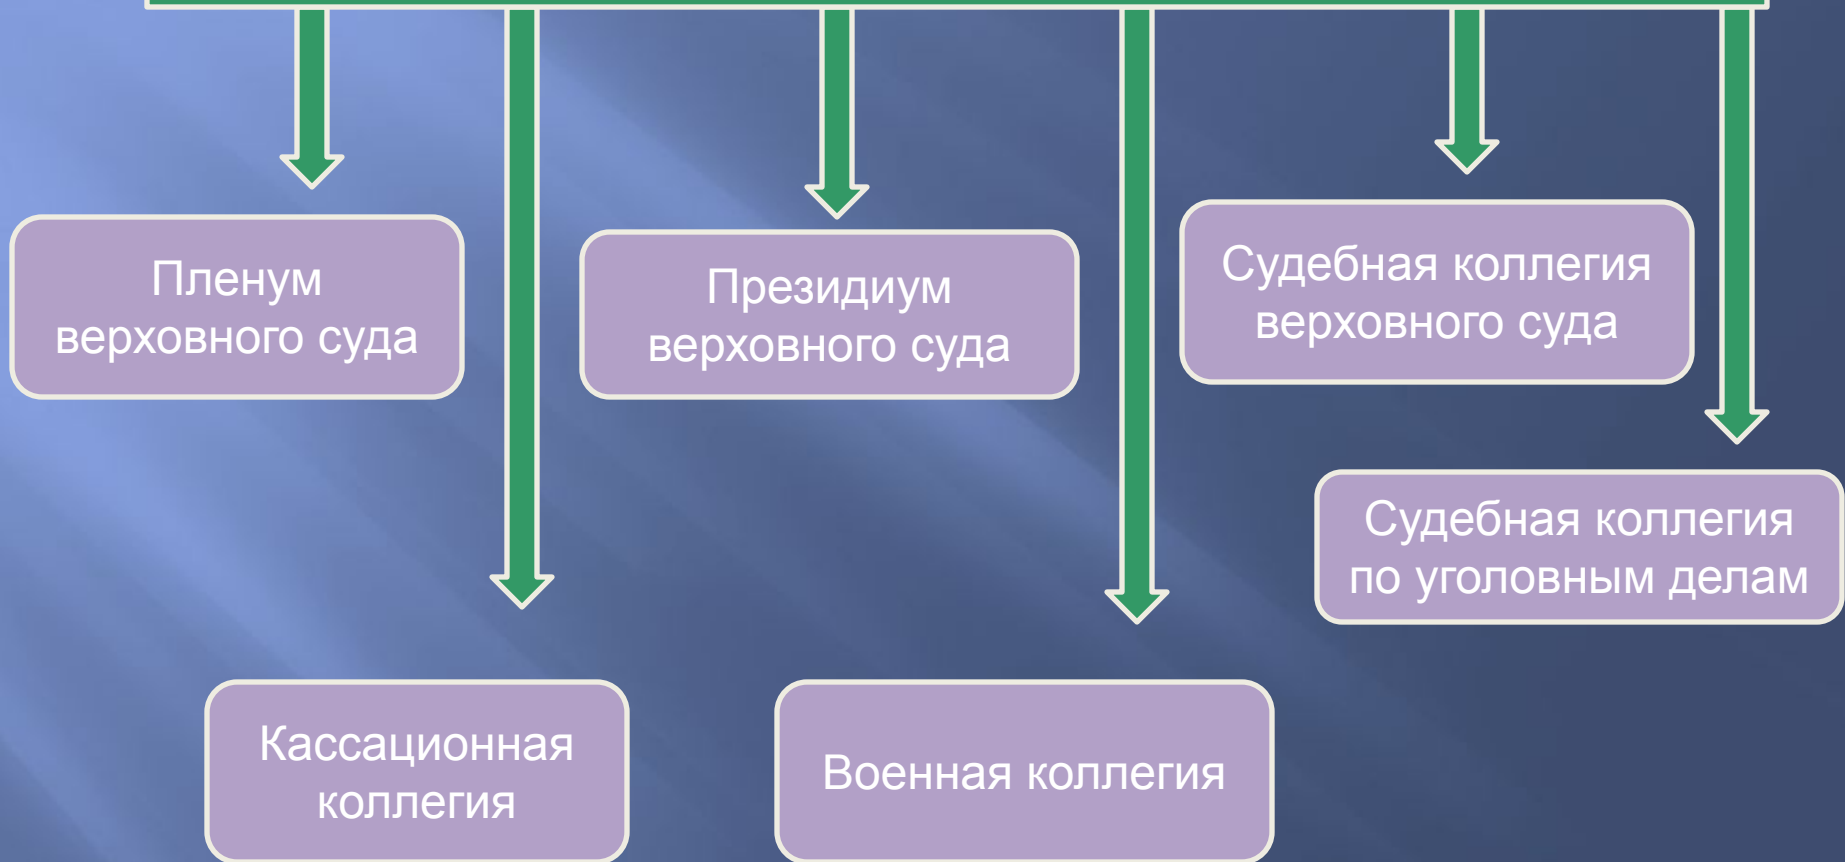 Пленум
верховного суда
Президиум
верховного суда
Судебная коллегия
верховного суда
Судебная коллегия
по уголовным делам
Кассационная
коллегия
Военная коллегия